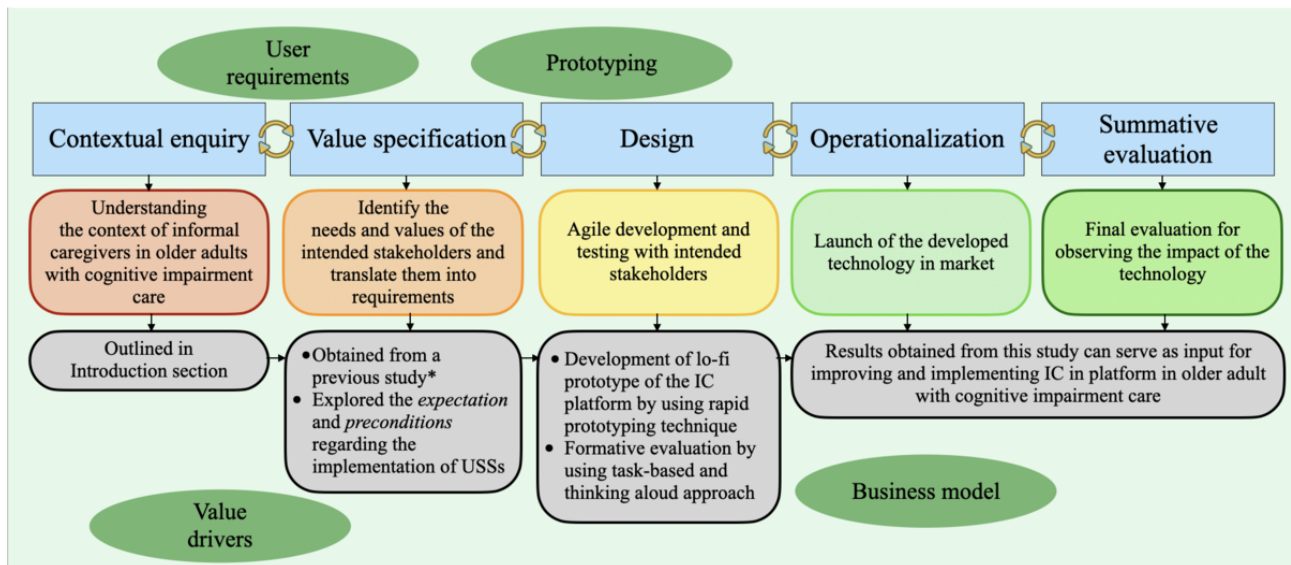 User
requirements
Prototyping
Contextual enquiry
Value specification
Design
Operationalization
Summative
evaluation
Understanding
the context of informal
caregivers in older adults
with cognitive impairment
care
Identify the
needs and values of the
intended stakeholders and
translate them into
requirements
Agile development and
testing with intended
stakeholders
Launch of the developed
technology in market
Final evaluation for
observing the impact of the
technology
Outlined in
Introduction section
•Obtained from a
previous study*
• Explored the expectation
and preconditions
regarding the
implementation of USSs
• Development of lo-fi
prototype of the IC
platform by using rapid
prototyping technique
• Formative evaluation by
using task-based and
thinking aloud approach
Results obtained from this study can serve as input for
improving and implementing IC in platform in older adult
with cognitive impairment care
Value
drivers
Business model